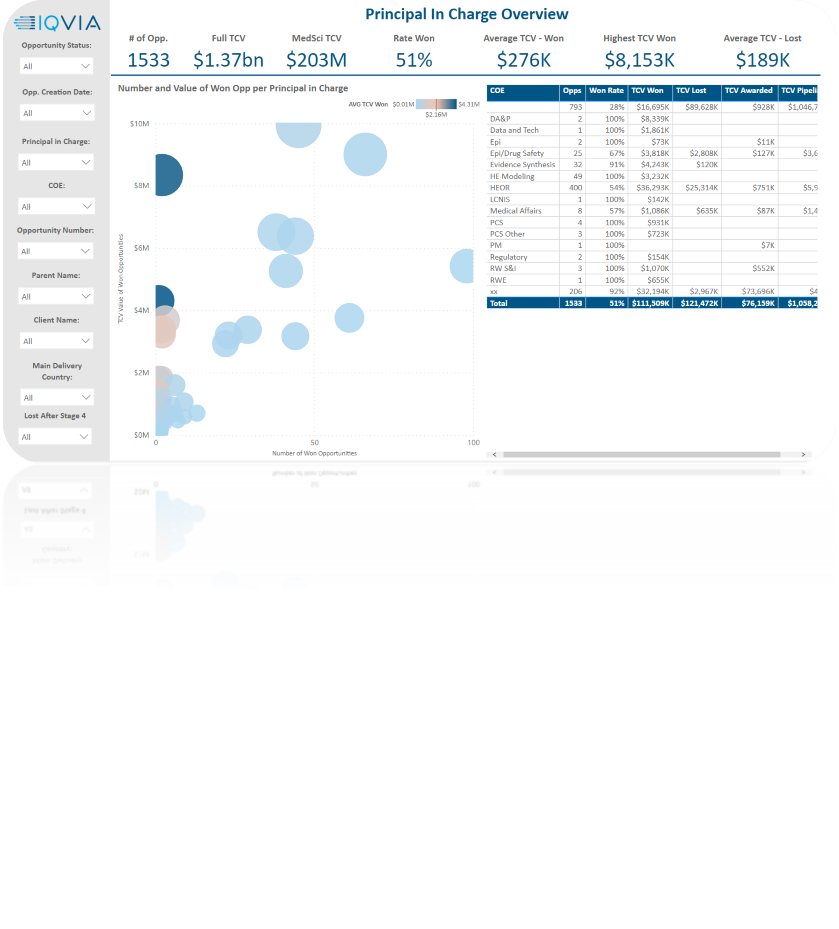 Principal In Charge Overview
IQVIA
Opportunity Status:
All
Opp. Creation Date:
All
Principal in Charge:
All
COE:
All
Opportunity Number:
All
Parent Name:
All
Client Name:
All
Main Delivery
Country:
All
Lost After Stage 4
All
# of Opp. Full TCV MedSci TCV Rate Won Average TCV - Won Highest TCV Won Average TCV - Lost
1533 $1.37bn $203M 51% $276K $8,153K $189K
Number and Value of Won Opp per Principal in Charge
AVG TCV Won $0.01M $4.31M
$2.16M
TCV Value of Won Opportunities
$10M
$8M
$6M
$4M
$2M
$0M
0 50 100
Number of Won Opportunities
COE Opps Won Rate TCV Won TCV Lost TCV Awarded TCV Pipeli
793 28% $16,695K $89,628K $928K $1,046,7
DA&P 2 100% $8,339K
Data and Tech 1 100% $1,861K
Epi 2 100% $73K $11K
Epi/Drug Safety 25 67% $3,818K $2,808K $127K $3,6
Evidence Synthesis 32 91% $4,243K $120K
HE Modeling 49 100% $3,232K
HEOR 400 54% $36,293K $25,314K $751K $5,9
LCNIS 1 100% $142K
Medical Affairs 8 57% $1,086K $635K $87K $1,4
PCS 4 100% $931K
PCS Other 3 100% $723K
PM 1 100% $7K
Regulatory 2 100% $154K
RW S&I 3 100% $1,070K $552K
RWE 1 100% $655K
xx 206 92% $32,194K $2,967K $73,696K $4
Total 1533 51% $111,509K $121,472K $76,159K $1,058,2